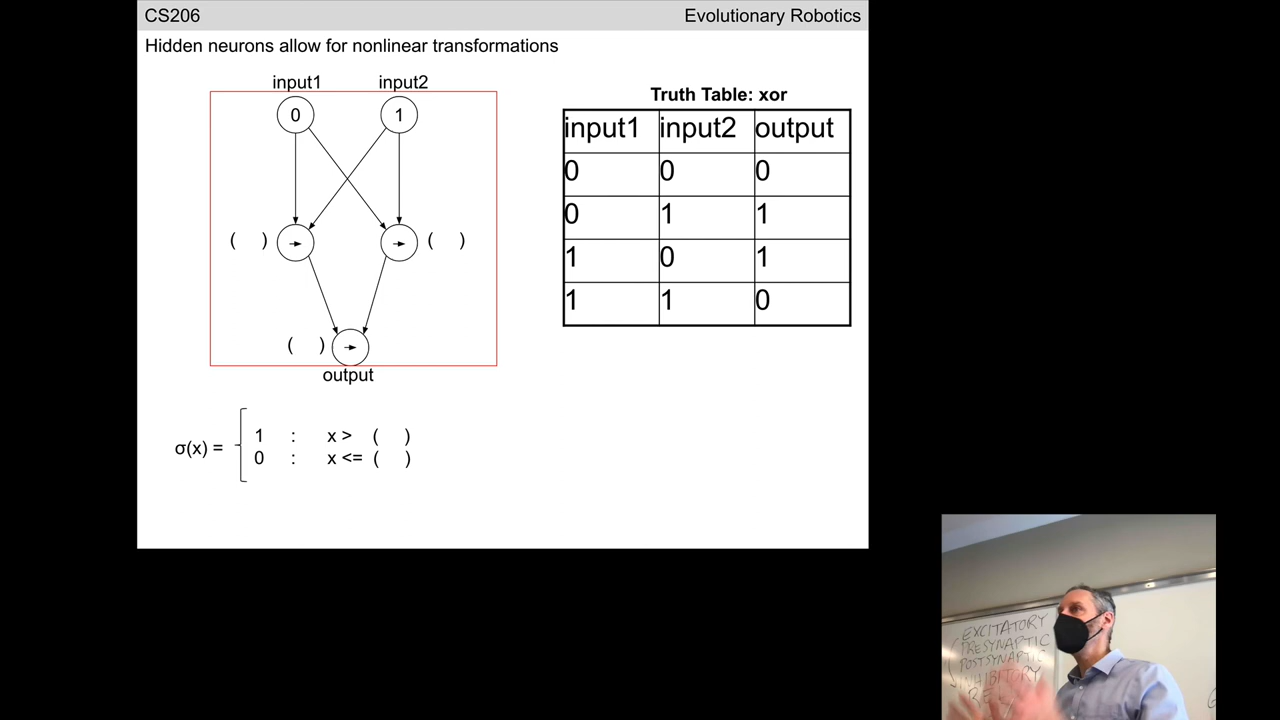 CS206 Evolutionary Robotics
Hidden neurons allow for nonlinear transformations
input1 input2
0 1
( ) ( )
( )
output
σ(x) =
1 : x > ( )
0 : x <= ( )
Truth Table: xor
input1 input2 output
0 0 0
0 1 1
1 0 1
1 1 0
EXCITATORY
PRESYNAPTIC
POSTSYNAPTIC
INHIBITORY